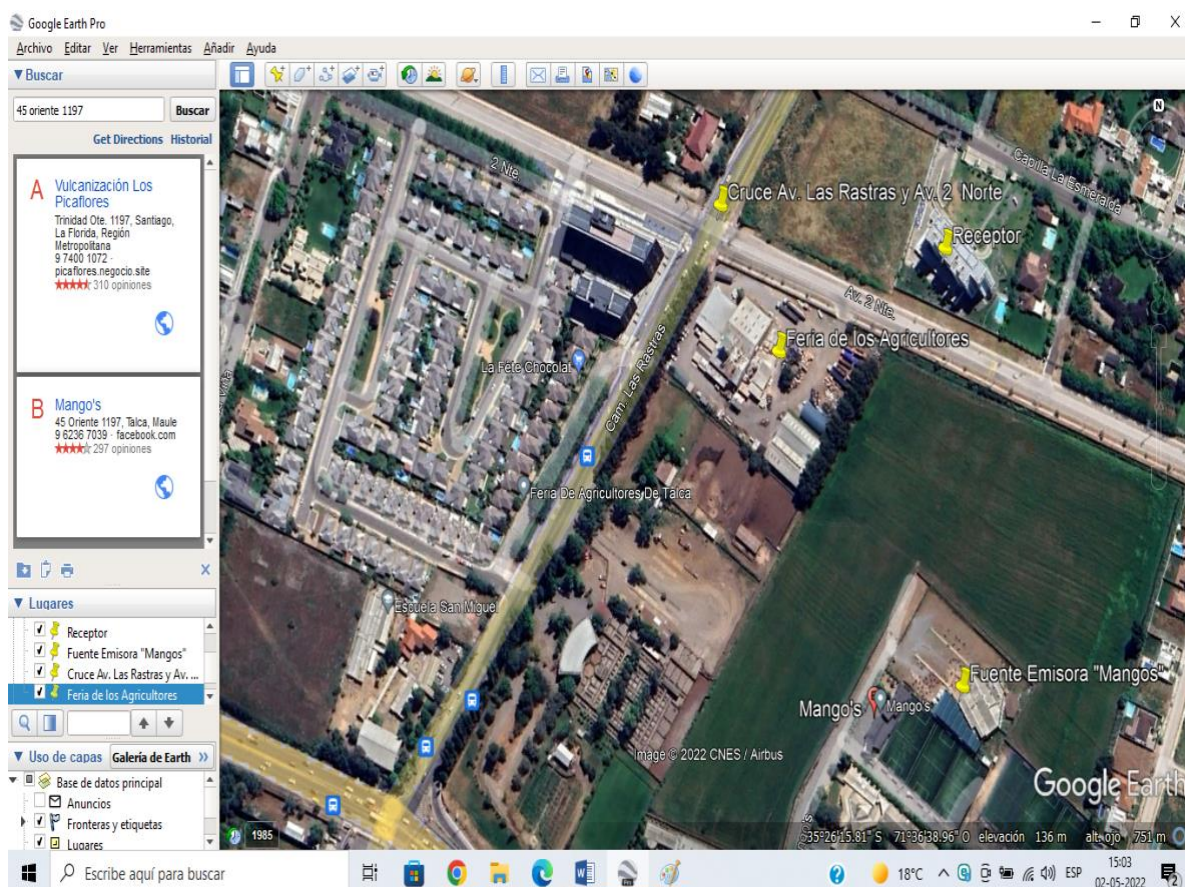 Google Earth Pro
Archivo Editar Ver Herramientas Añadir Ayuda
Buscar
45 oriente 1197
Buscar
Get Directions Historial
A
Vulcanización Los
Picaflores
Trinidad Ote. 1197, Santiago,
La Florida, Región
Metropolitana
9 7400 1072 -
picaflores.negocio.site
310 opiniones
B
Mango's
45 Oriente 1197, Talca, Maule
9 6236 7039 - facebook.com
297 opiniones
Lugares
Receptor
Fuente Emisora "Mangos"
Cruce Av. Las Rastras y Av. ...
Feria de los Agricultores
Uso de capas
Galería de Earth »
Base de datos principal
Anuncios
Fronteras y etiquetas
Lugares
2 Nte.
Cruce Av. Las Rastras y Av. 2 Norte
Capilla La Esmeralda
Receptor
Av. 2 Nte.
Feria de los Agricultores
La Fête Chocolat
Cam. Las Rastras
Feria De Agricultores De Talca
Escuela San Miguel
Fuente Emisora "Mangos"
Mango's
Mango's
Image © 2022 CNES / Airbus
Google Earth
1985
35°26'15.81" S 71°36'38.96" O elevación 136 m alt. ojo 751 m
Escribe aquí para buscar
18°C
ESP
15:03
02-05-2022
2
N